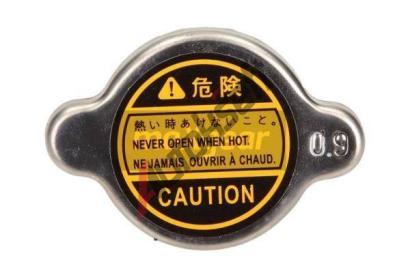 危険
熱い時あけないこと。
NEVER OPEN WHEN HOT.
NE JAMAIS OUVRIR À CHAUD.
CAUTION
0.9